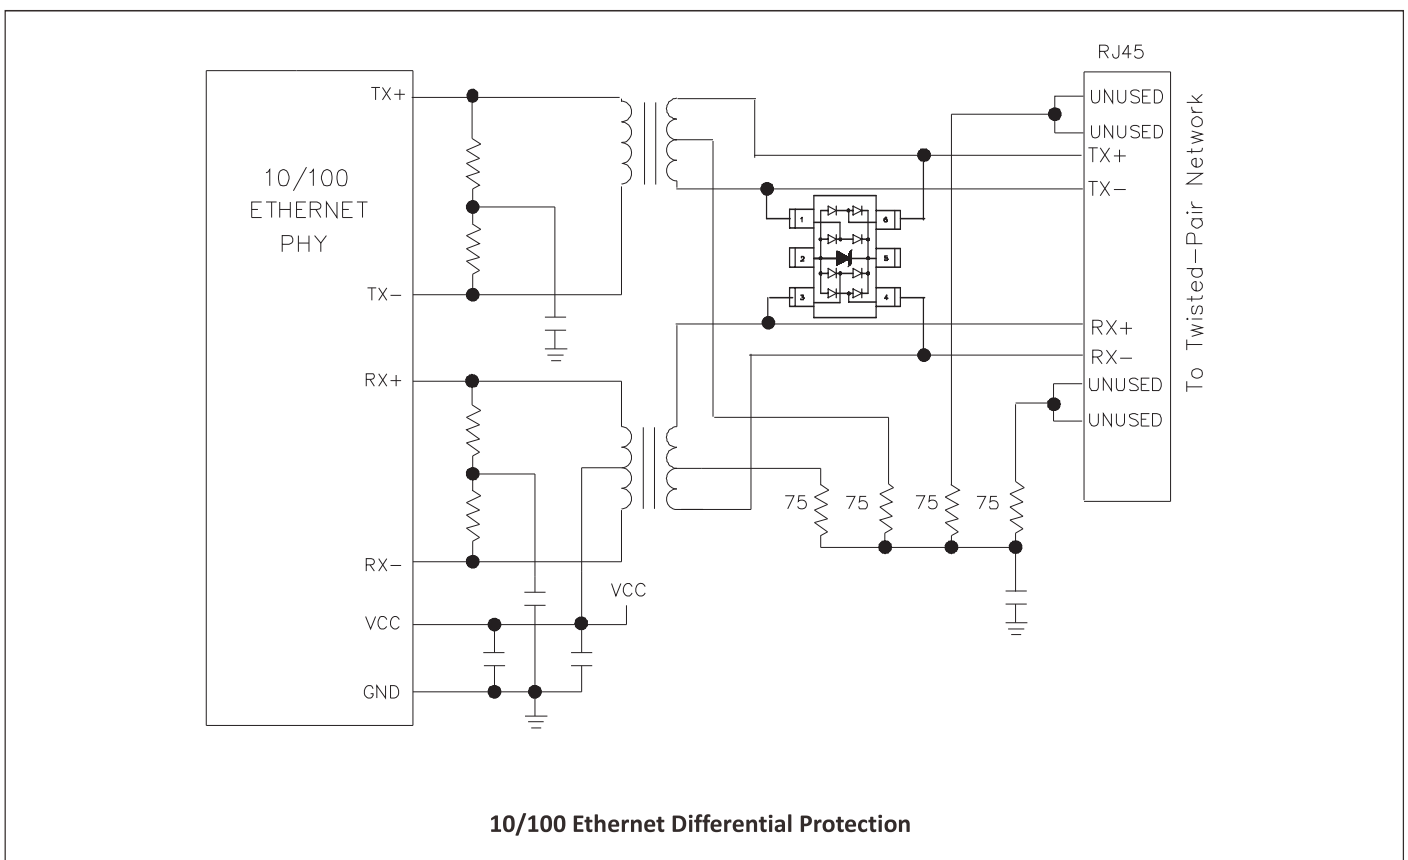 RJ45
TX+
10/100
ETHERNET
PHY
TX-
RX+
RX-
VCC
GND
VCC
1
2
3
6
5
4
75
75
75
75
UNUSED
UNUSED
TX+
TX-
RX+
RX-
UNUSED
UNUSED
To Twisted-Pair Network
10/100 Ethernet Differential Protection